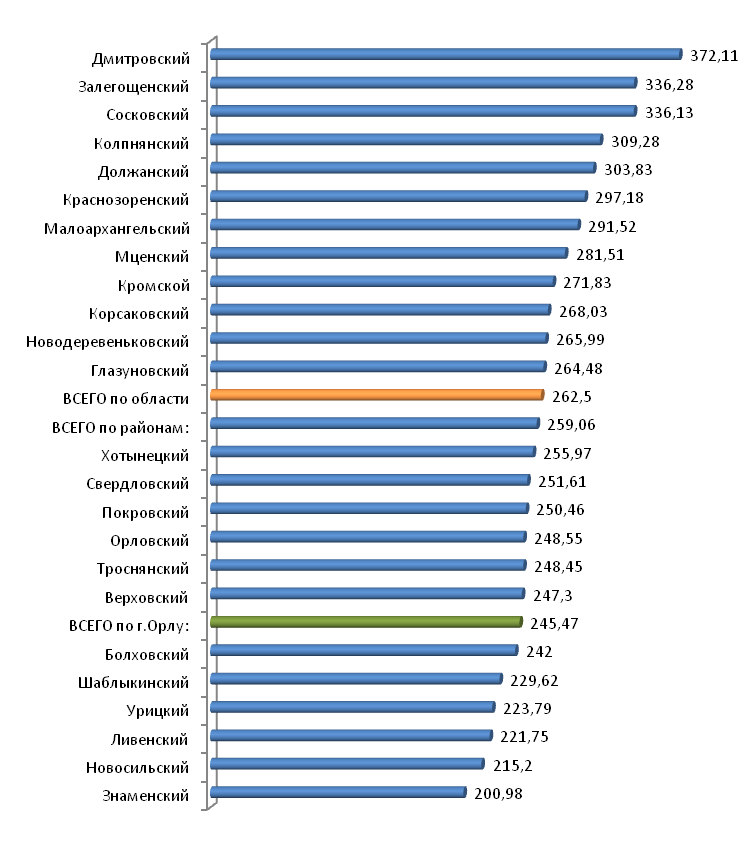 Дмитровский 372,11
Залегощенский 336,28
Сосковский 336,13
Колпнянский 309,28
Должанский 303,83
Краснозоренский 297,18
Малоархангельский 291,52
Мценский 281,51
Кромской 271,83
Корсаковский 268,03
Новодеревеньковский 265,99
Глазуновский 264,48
ВСЕГО по области 262,5
ВСЕГО по районам: 259,06
Хотынецкий 255,97
Свердловский 251,61
Покровский 250,46
Орловский 248,55
Троснянский 248,45
Верховский 247,3
ВСЕГО по г.Орлу: 245,47
Болховский 242
Шаблыкинский 229,62
Урицкий 223,79
Ливенский 221,75
Новосильский 215,2
Знаменский 200,98